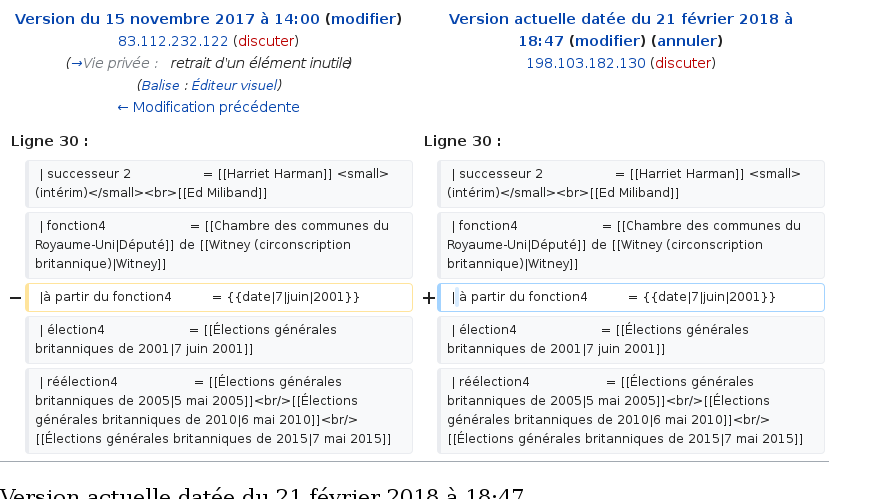 Version du 15 novembre 2017 à 14:00 (modifier)
83.112.232.122 (discuter)
(→Vie privée : retrait d'un élément inutile)
(Balise : Éditeur visuel)
← Modification précédente
Version actuelle datée du 21 février 2018 à
18:47 (modifier) (annuler)
198.103.182.130 (discuter)
Ligne 30 :
Ligne 30 :
| successeur 2 = [[Harriet Harman]] <small>
(intérim)</small><br>[[Ed Miliband]]
| successeur 2 = [[Harriet Harman]] <small>
(intérim)</small><br>[[Ed Miliband]]
| fonction4 = [[Chambre des communes du
Royaume-Uni|Député]] de [[Witney (circonscription
britannique)|Witney]]
| fonction4 = [[Chambre des communes du
Royaume-Uni|Député]] de [[Witney (circonscription
britannique)|Witney]]
− |à partir du fonction4 = {{date|7|juin|2001}}
+ | à partir du fonction4 = {{date|7|juin|2001}}
| élection4 = [[Élections générales
britanniques de 2001|7 juin 2001]]
| élection4 = [[Élections générales
britanniques de 2001|7 juin 2001]]
| réélection4 = [[Élections générales
britanniques de 2005|5 mai 2005]]<br/>[[Élections
générales britanniques de 2010|6 mai 2010]]<br/>
[[Élections générales britanniques de 2015|7 mai 2015]]
| réélection4 = [[Élections générales
britanniques de 2005|5 mai 2005]]<br/>[[Élections
générales britanniques de 2010|6 mai 2010]]<br/>
[[Élections générales britanniques de 2015|7 mai 2015]]
Version actuelle datée du 21 février 2018 à 18:47